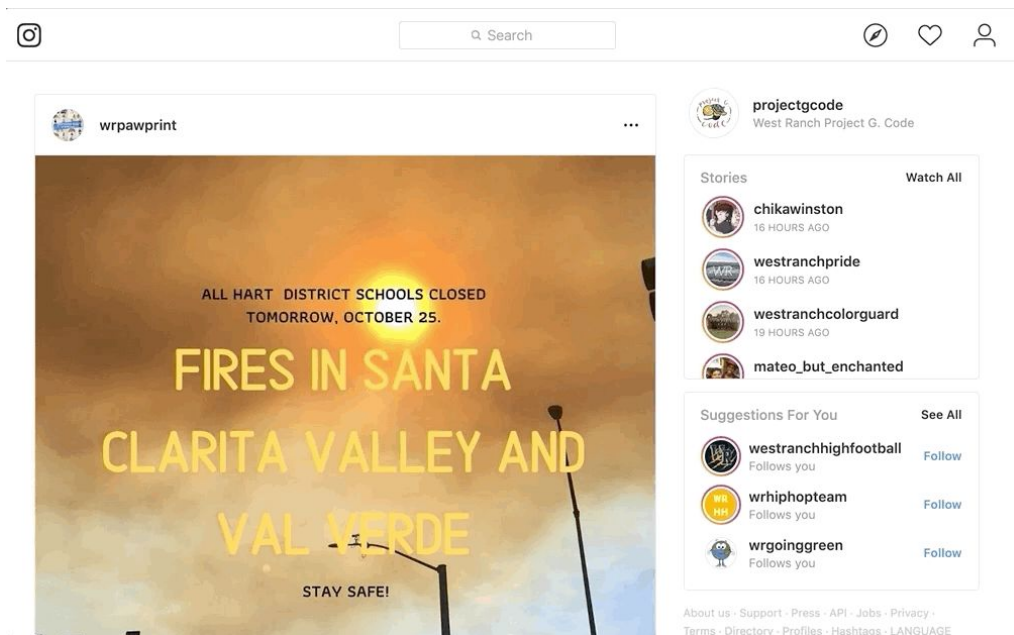 Search
wrpawprint
ALL HART DISTRICT SCHOOLS CLOSED
TOMORROW, OCTOBER 25.
FIRES IN SANTA
CLARITA VALLEY AND
VAL VERDE
STAY SAFE!
projectgcode
West Ranch Project G. Code
Stories Watch All
chikawinston
16 HOURS AGO
westranchpride
16 HOURS AGO
westranchcolorguard
19 HOURS AGO
mateo_but_enchanted
Suggestions For You See All
westranchhighfootball
Follows you
Follow
wrhiphopteam
Follows you
Follow
WR
HH
wrgoinggreen
Follows you
Follow
About us · Support · Press · API · Jobs · Privacy ·
Terms · Directory · Profiles · Hashtags · LANGUAGE